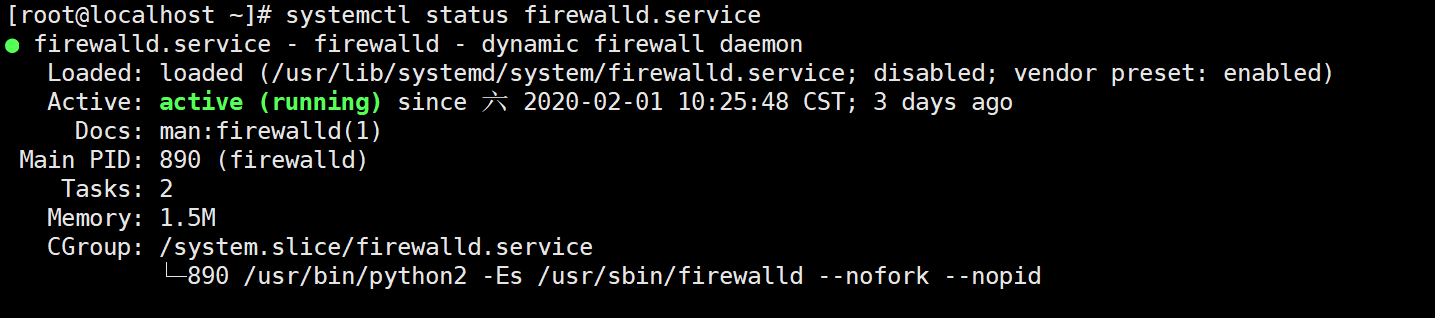 [root@localhost ~]# systemctl status firewalld.service
● firewalld.service - firewalld - dynamic firewall daemon
   Loaded: loaded (/usr/lib/systemd/system/firewalld.service; disabled; vendor preset: enabled)
   Active: active (running) since 六 2020-02-01 10:25:48 CST; 3 days ago
     Docs: man:firewalld(1)
 Main PID: 890 (firewalld)
    Tasks: 2
   Memory: 1.5M
   CGroup: /system.slice/firewalld.service
           └─890 /usr/bin/python2 -Es /usr/sbin/firewalld --nofork --nopid